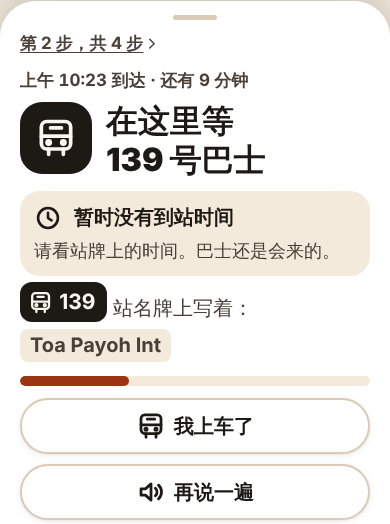 第 2 步，共 4 步
上午 10:23 到达 · 还有 9 分钟
在这里等
139 号巴士
暂时没有到站时间
请看站牌上的时间。巴士还是会来的。
139 站名牌上写着：
Toa Payoh Int
我上车了
再说一遍